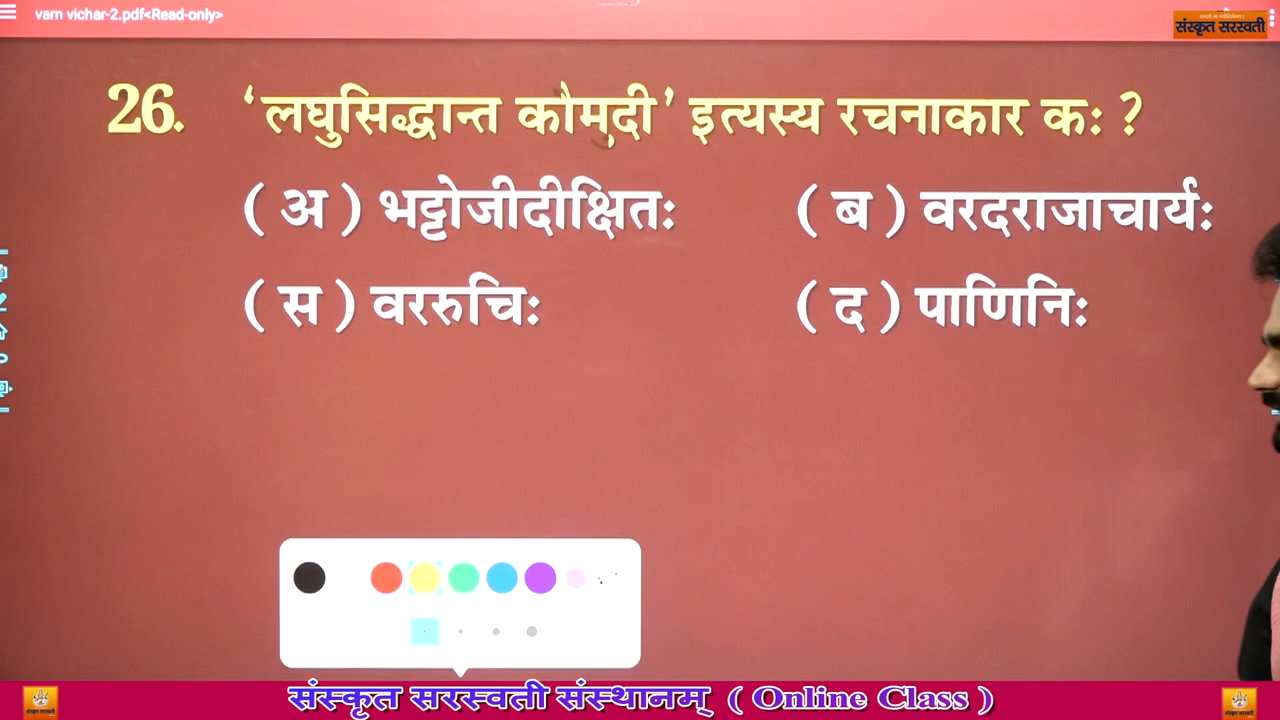 varn vichar-2.pdf<Read-only>
संस्कृत सरस्वती
26. ‘लघुसिद्धान्त कौमुदी’ इत्यस्य रचनाकार कः ?
( अ ) भट्टोजीदीक्षितः ( ब ) वरदराजाचार्यः
( स ) वररुचिः ( द ) पाणिनिः
संस्कृत सरस्वती संस्थानम् ( Online Class )